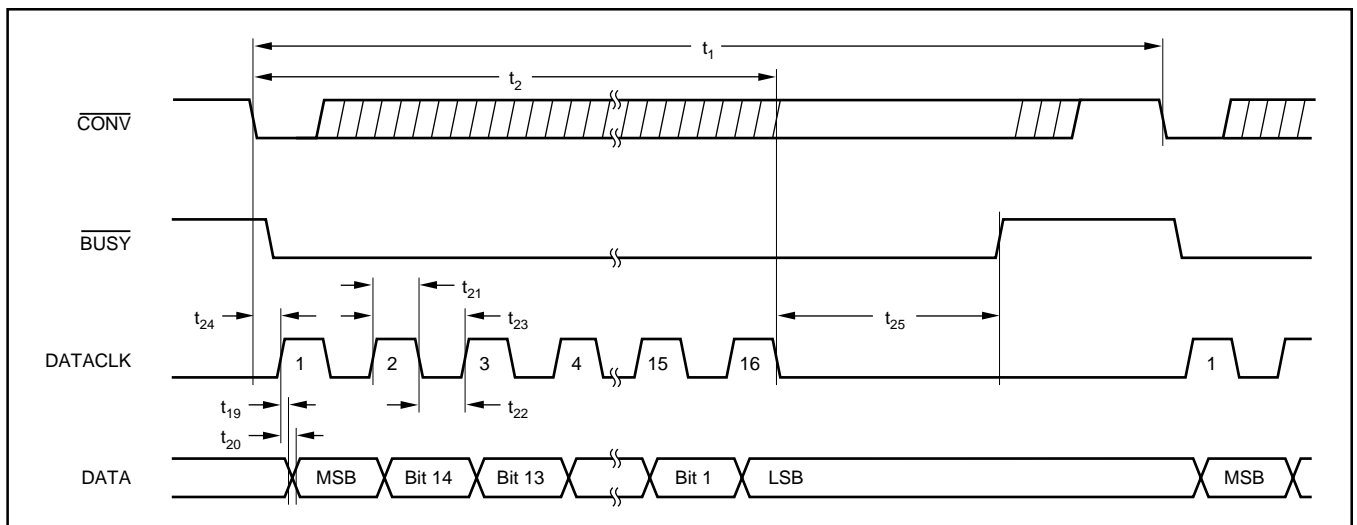 t1
t2
CONV
BUSY
t21
t24
t23
t25
DATACLK
1 2 3 4 15 16 1
t19
t22
t20
DATA
MSB Bit 14 Bit 13 Bit 1 LSB MSB